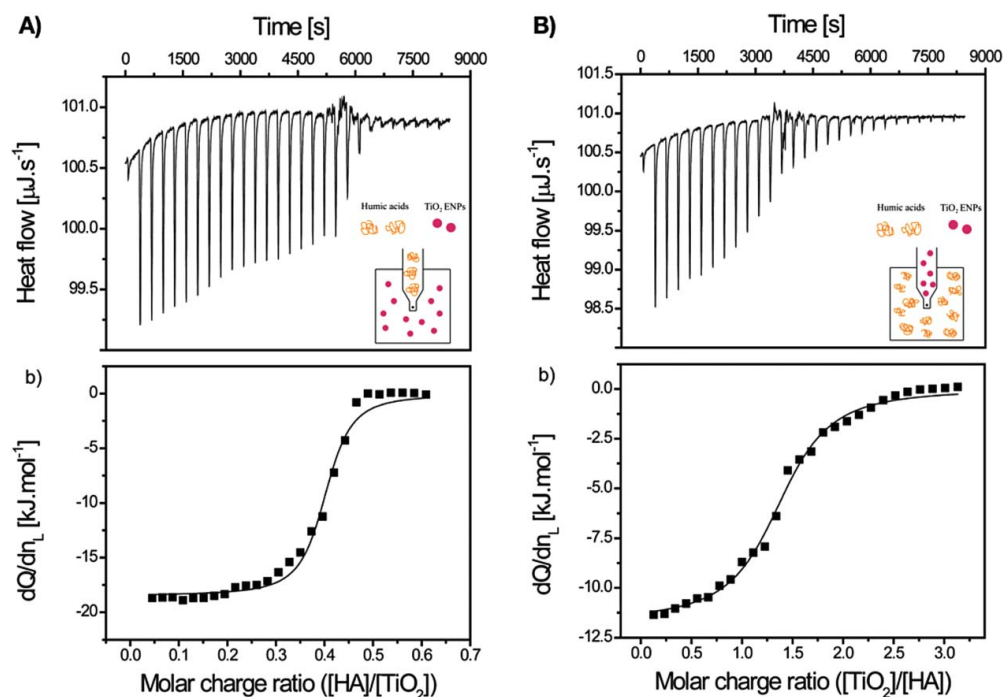 A)
Time [s]
0 1500 3000 4500 6000 7500 9000
Heat flow [μJ.s⁻¹]
101.0
100.5
100.0
99.5
Humic acids
TiO₂ ENPs
b)
dQ/dn_L [kJ.mol⁻¹]
0
-5
-10
-15
-20
0.0 0.1 0.2 0.3 0.4 0.5 0.6 0.7
Molar charge ratio ([HA]/[TiO₂])
B)
Time [s]
0 1500 3000 4500 6000 7500 9000
Heat flow [μJ.s⁻¹]
101.5
101.0
100.5
100.0
99.5
99.0
98.5
98.0
Humic acids
TiO₂ ENPs
b)
dQ/dn_L [kJ.mol⁻¹]
0.0
-2.5
-5.0
-7.5
-10.0
-12.5
0.0 0.5 1.0 1.5 2.0 2.5 3.0
Molar charge ratio ([TiO₂]/[HA])